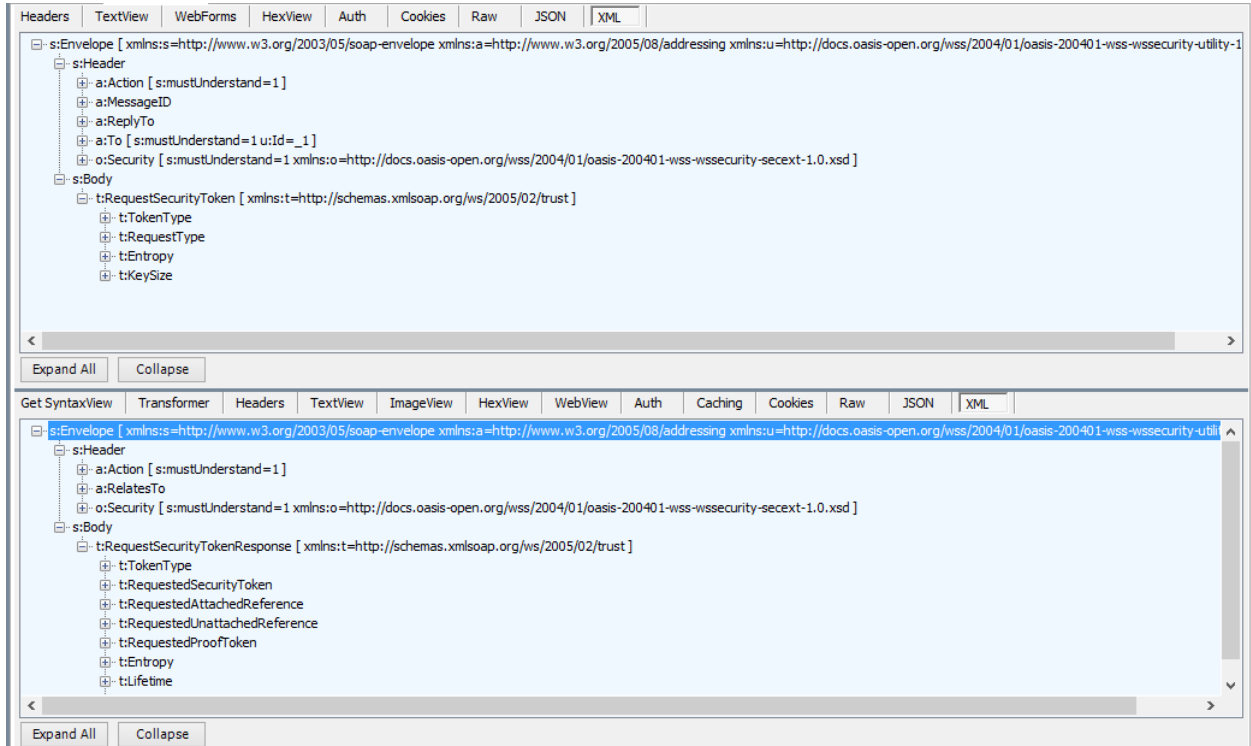 Headers TextView WebForms HexView Auth Cookies Raw JSON XML
s:Envelope [ xmlns:s=http://www.w3.org/2003/05/soap-envelope xmlns:a=http://www.w3.org/2005/08/addressing xmlns:u=http://docs.oasis-open.org/wss/2004/01/oasis-200401-wss-wssecurity-utility-1
s:Header
a:Action [ s:mustUnderstand=1 ]
a:MessageID
a:ReplyTo
a:To [ s:mustUnderstand=1 u:Id=_1 ]
o:Security [ s:mustUnderstand=1 xmlns:o=http://docs.oasis-open.org/wss/2004/01/oasis-200401-wss-wssecurity-secext-1.0.xsd ]
s:Body
t:RequestSecurityToken [ xmlns:t=http://schemas.xmlsoap.org/ws/2005/02/trust ]
t:TokenType
t:RequestType
t:Entropy
t:KeySize
Expand All Collapse
Get SyntaxView Transformer Headers TextView ImageView HexView WebView Auth Caching Cookies Raw JSON XML
s:Envelope [ xmlns:s=http://www.w3.org/2003/05/soap-envelope xmlns:a=http://www.w3.org/2005/08/addressing xmlns:u=http://docs.oasis-open.org/wss/2004/01/oasis-200401-wss-wssecurity-utili
s:Header
a:Action [ s:mustUnderstand=1 ]
a:RelatesTo
o:Security [ s:mustUnderstand=1 xmlns:o=http://docs.oasis-open.org/wss/2004/01/oasis-200401-wss-wssecurity-secext-1.0.xsd ]
s:Body
t:RequestSecurityTokenResponse [ xmlns:t=http://schemas.xmlsoap.org/ws/2005/02/trust ]
t:TokenType
t:RequestedSecurityToken
t:RequestedAttachedReference
t:RequestedUnattachedReference
t:RequestedProofToken
t:Entropy
t:Lifetime
Expand All Collapse